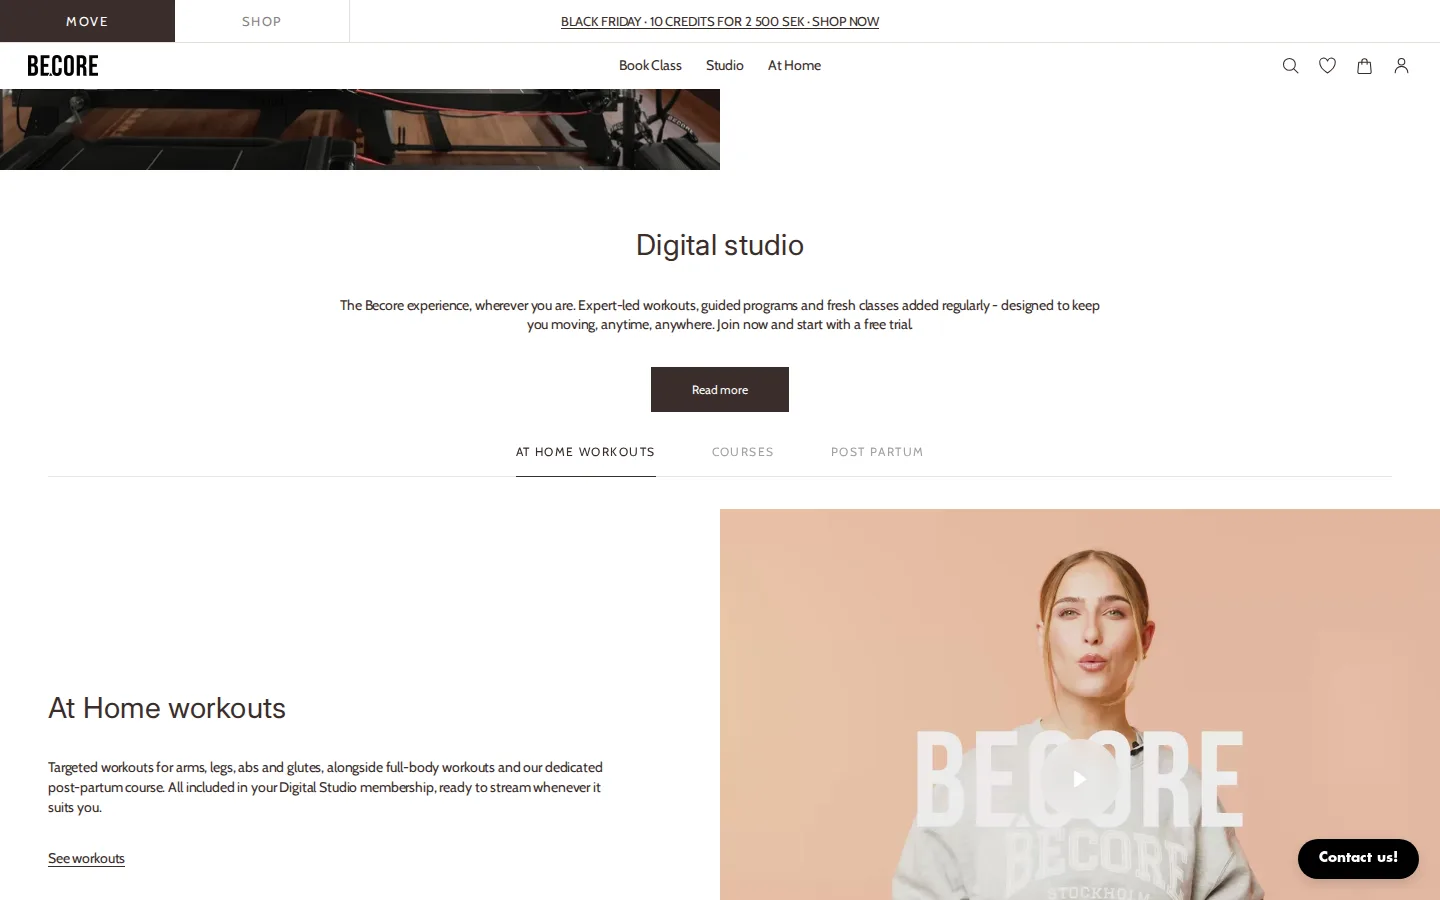 MOVE
SHOP
BLACK FRIDAY · 10 CREDITS FOR 2 500 SEK · SHOP NOW
BECORE
Book Class
Studio
At Home
Digital studio
The Becore experience, wherever you are. Expert-led workouts, guided programs and fresh classes added regularly - designed to keep
you moving, anytime, anywhere. Join now and start with a free trial.
Read more
AT HOME WORKOUTS
COURSES
POST PARTUM
At Home workouts
Targeted workouts for arms, legs, abs and glutes, alongside full-body workouts and our dedicated
post-partum course. All included in your Digital Studio membership, ready to stream whenever it
suits you.
See workouts
BECORE
BECORE
STOCKHOLM
Contact us!